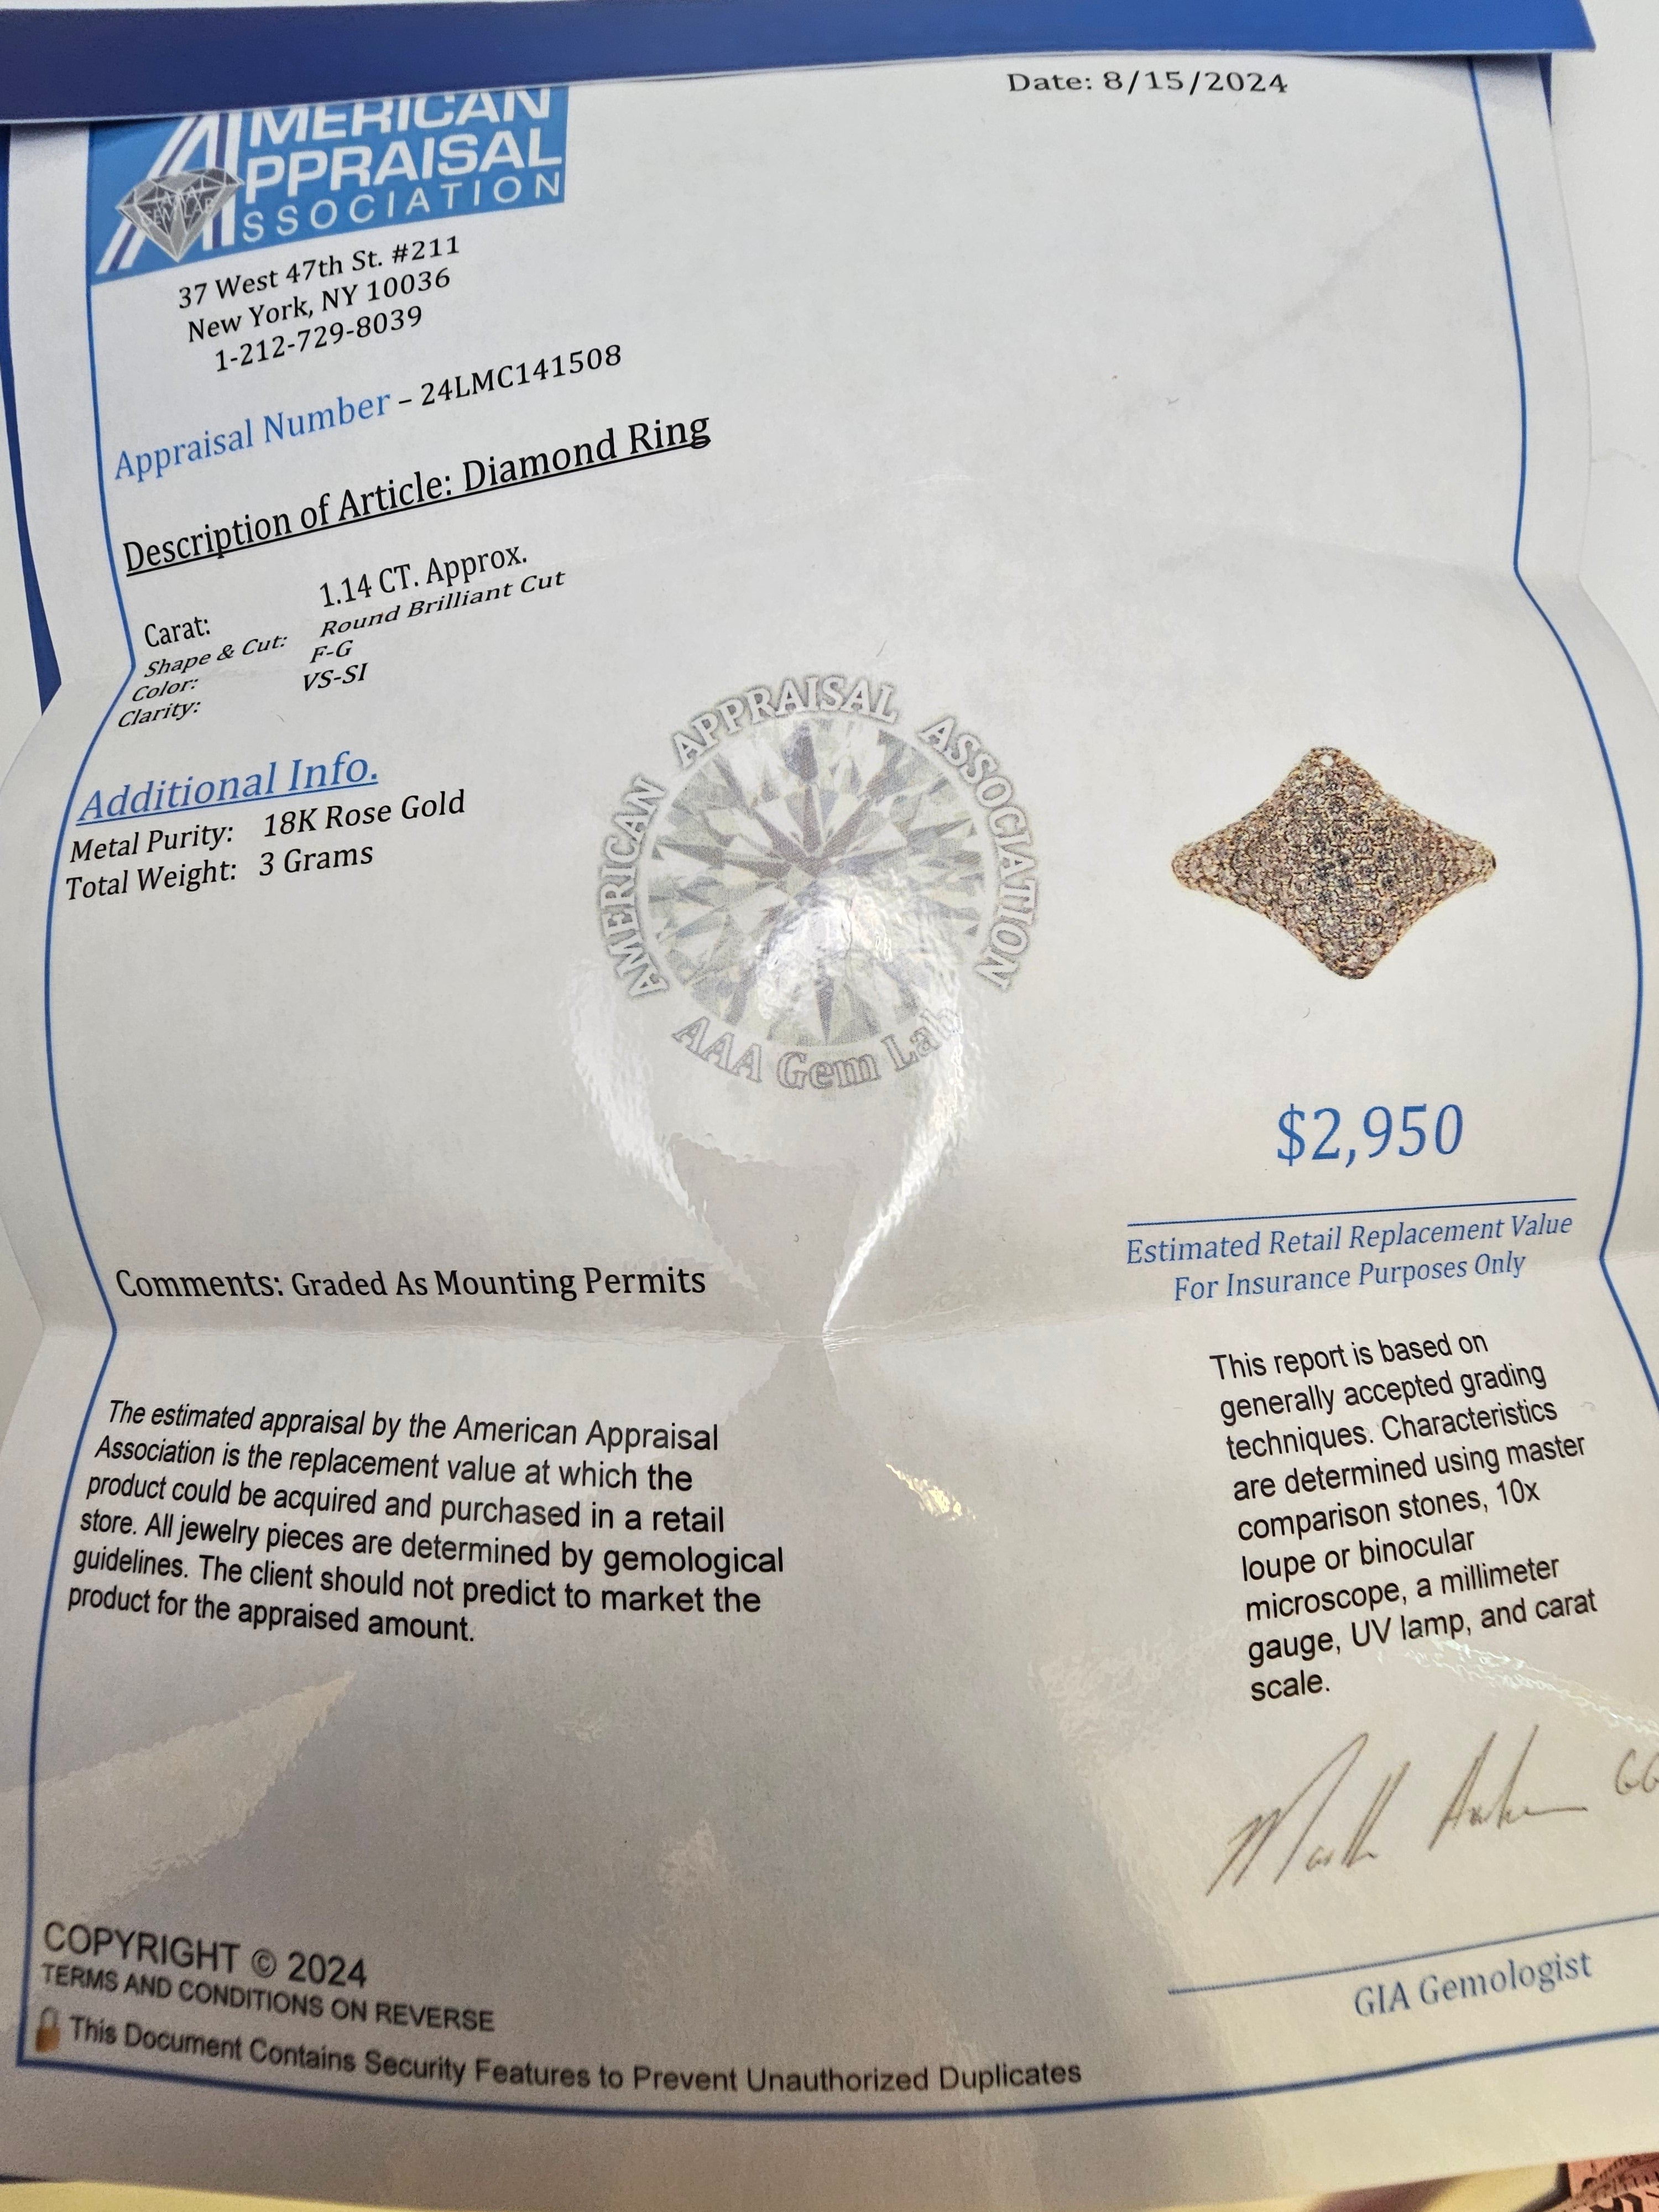 Date: 8/15/2024
AMERICAN
APPRAISAL
ASSOCIATION
37 West 47th St. #211
New York, NY 10036
1-212-729-8039
Appraisal Number – 24LMC141508
Description of Article: Diamond Ring
Carat: 1.14 CT. Approx.
Shape & Cut: Round Brilliant Cut
Color: F-G
Clarity: VS-SI
Additional Info.
Metal Purity: 18K Rose Gold
Total Weight: 3 Grams
AMERICAN APPRAISAL ASSOCIATION
AAA Gem Lab
$2,950
Estimated Retail Replacement Value
For Insurance Purposes Only
Comments: Graded As Mounting Permits
The estimated appraisal by the American Appraisal
Association is the replacement value at which the
product could be acquired and purchased in a retail
store. All jewelry pieces are determined by gemological
guidelines. The client should not predict to market the
product for the appraised amount.
This report is based on
generally accepted grading
techniques. Characteristics
are determined using master
comparison stones, 10x
loupe or binocular
microscope, a millimeter
gauge, UV lamp, and carat
scale.
GG
GIA Gemologist
COPYRIGHT © 2024
TERMS AND CONDITIONS ON REVERSE
This Document Contains Security Features to Prevent Unauthorized Duplicates